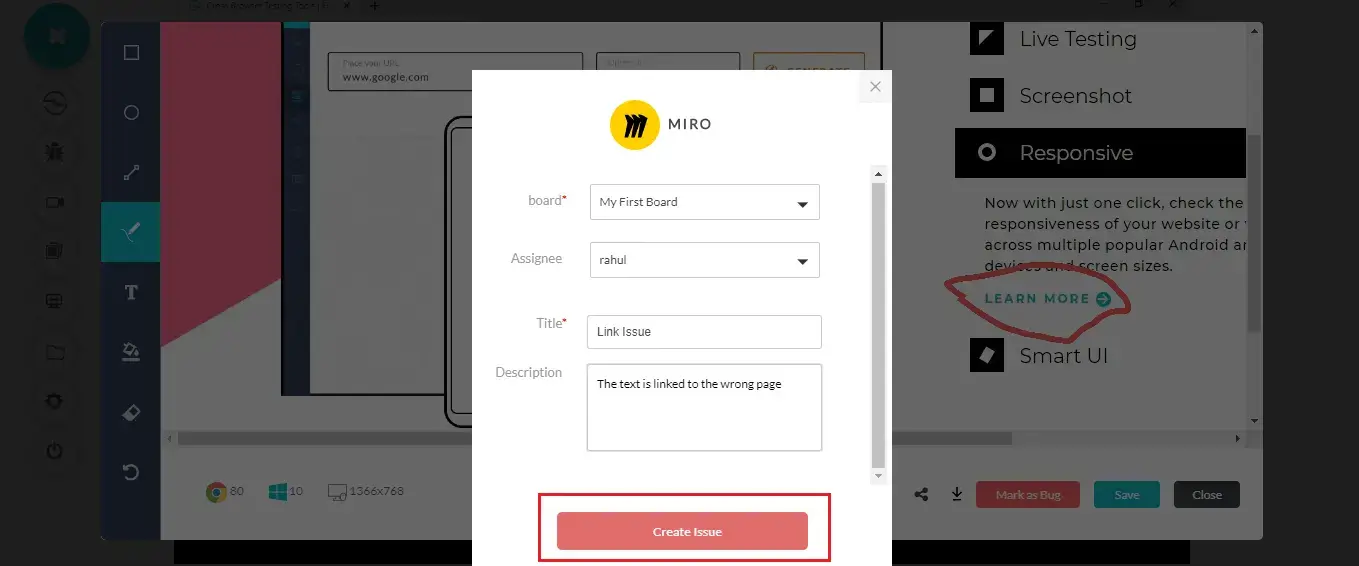 Place your URL
www.google.com
GENERATE
MIRO
board*
My First Board
Assignee
rahul
Title*
Link Issue
Description
The text is linked to the wrong page
Create Issue
Live Testing
Screenshot
Responsive
Now with just one click, check the
responsiveness of your website or
across multiple popular Android
devices and screen sizes.
LEARN MORE
Smart UI
T
80
10
1366x768
Mark as Bug
Save
Close